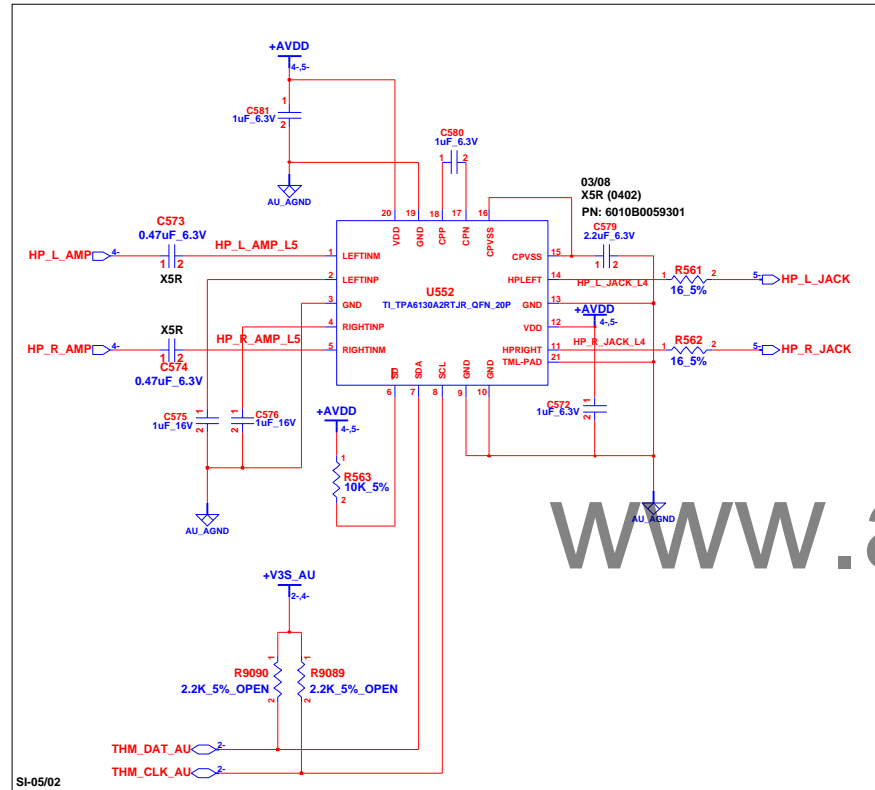 +AVDD
4-,5-
1
C581
1uF_6.3V
2
C580
1uF_6.3V
1 2
AU_AGND
03/08
X5R (0402)
PN: 6010B0059301
C579
2.2uF_6.3V
1 2
20 19 18 17 16
VDD GND CPP CPN CPVSS
C573
0.47uF_6.3V
HP_L_AMP 4-
1 2
X5R
HP_L_AMP_L5
1 LEFTINM
2 LEFTINP
3 GND
4 RIGHTINP
5 RIGHTINM
U552
TI_TPA6130A2RTJR_QFN_20P
CPVSS 15
HPLEFT 14
GND 13
VDD 12
HPRIGHT 11
TML-PAD 21
HP_L_JACK_L4
1 R561 2
16_5%
5- HP_L_JACK
+AVDD
4-,5-
HP_R_JACK_L4
1 R562 2
16_5%
5- HP_R_JACK
X5R
HP_R_AMP 4-
1 2
HP_R_AMP_L5
C574
0.47uF_6.3V
SD SDA SCL GND GND
6 7 8 9 10
1
C575
1uF_16V
2
1
C576
1uF_16V
2
AU_AGND
+AVDD
4-,5-
1
R563
10K_5%
2
1
C572
1uF_6.3V
2
AU_AGND
www.a
+V3S_AU
2-,4-
1 1
R9090 R9089
2.2K_5%_OPEN 2.2K_5%_OPEN
2 2
THM_DAT_AU 2-
THM_CLK_AU 2-
SI-05/02